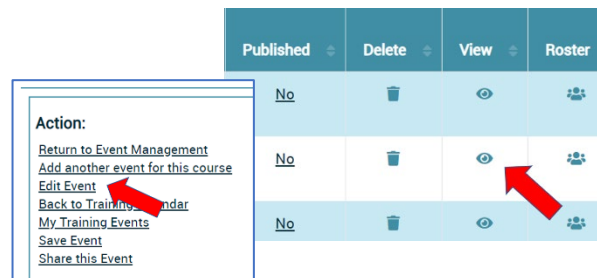 Published Delete View Roster
No
No
No
Action:
Return to Event Management
Add another event for this course
Edit Event
Back to Training ndar
My Training Events
Save Event
Share this Event